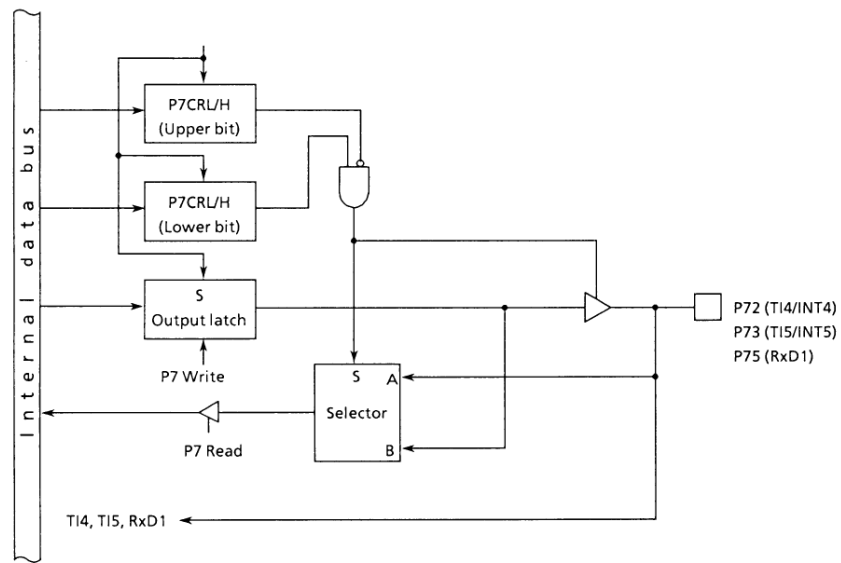 Internal data bus
P7CRL/H
(Upper bit)
P7CRL/H
(Lower bit)
S
Output latch
P7 Write
P72 (TI4/INT4)
P73 (TI5/INT5)
P75 (RxD1)
S
A
Selector
B
P7 Read
TI4, TI5, RxD1